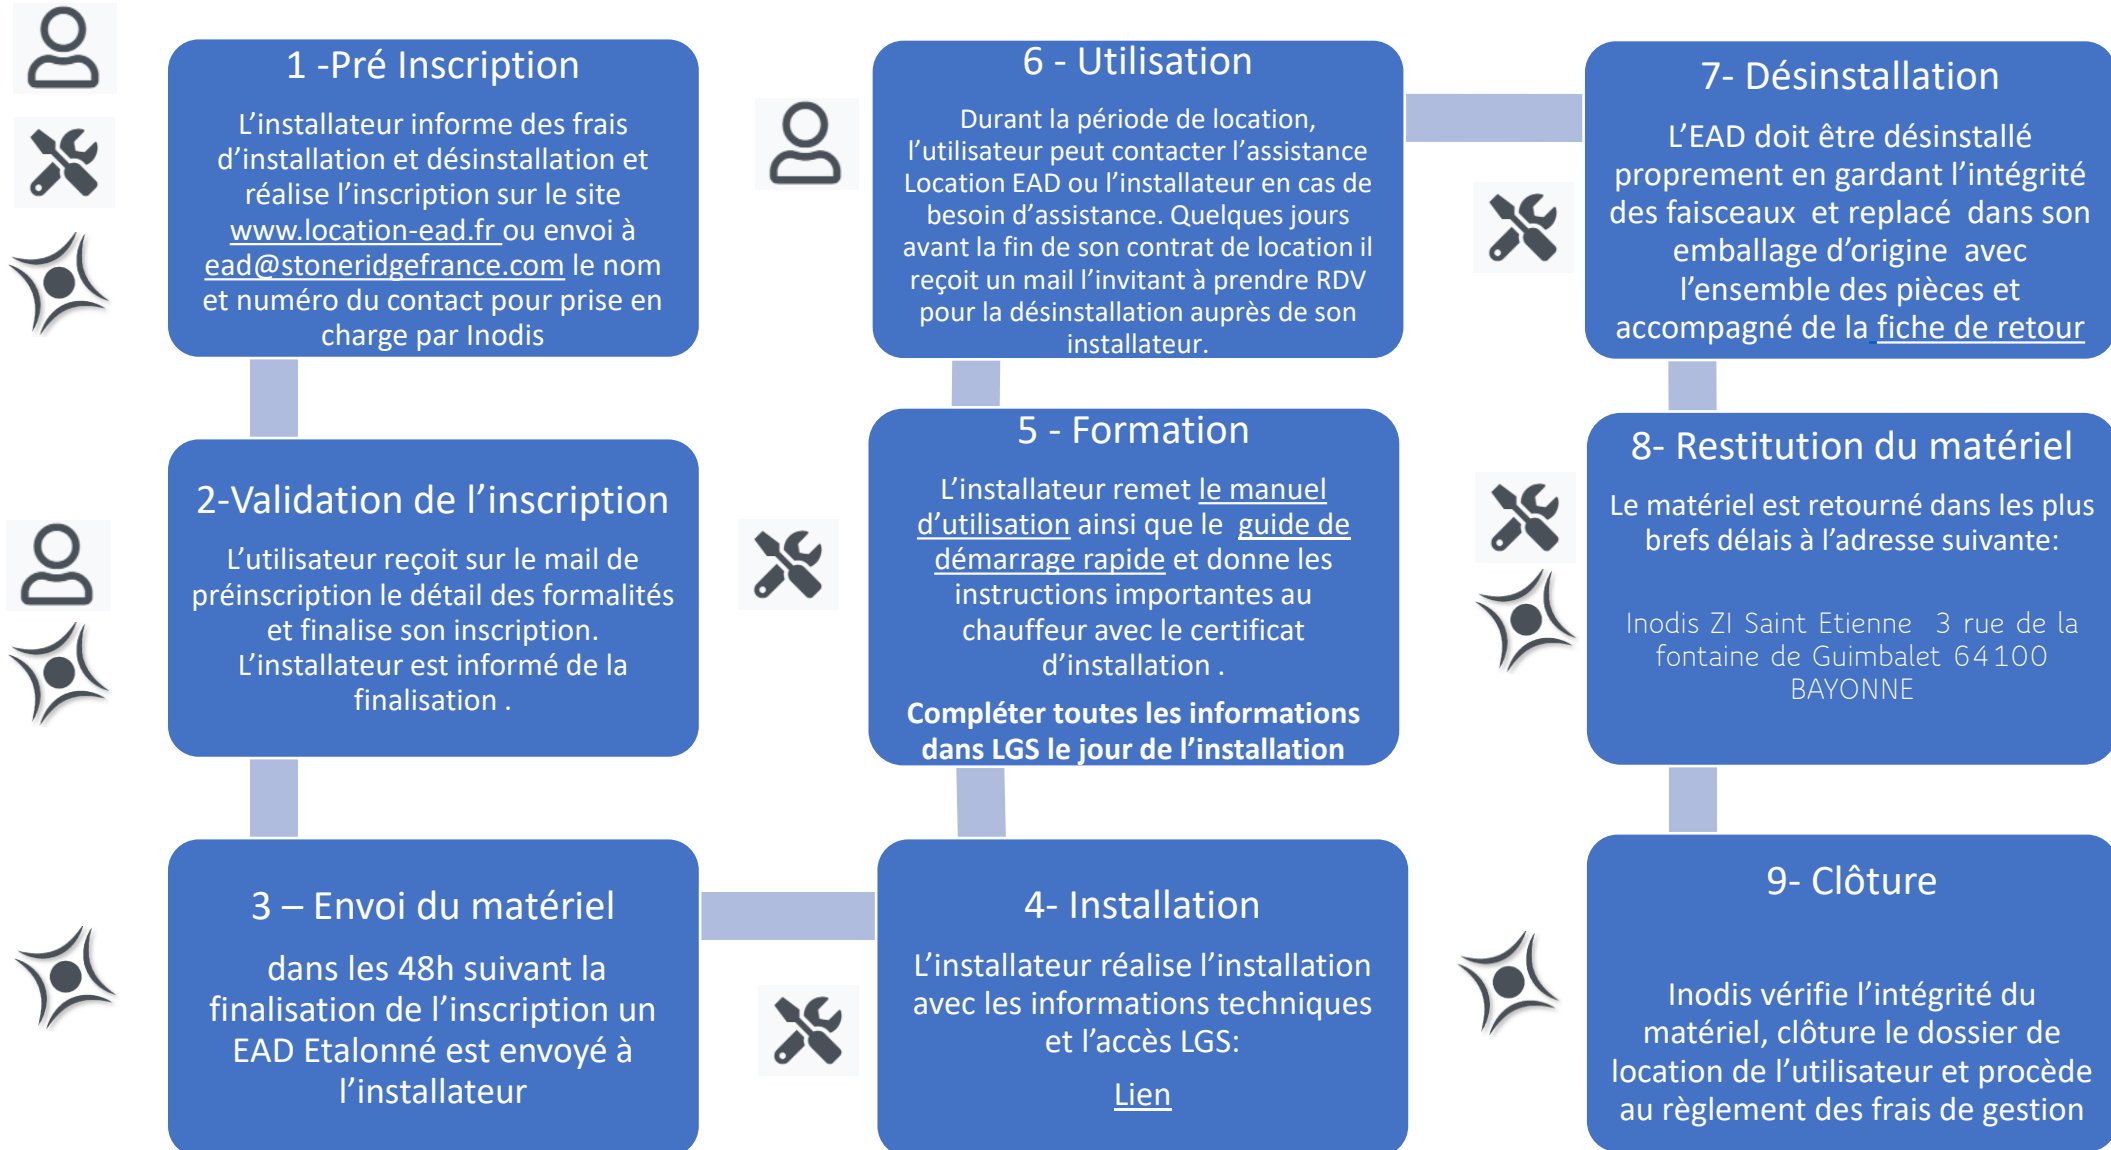 1 -Pré Inscription
L’installateur informe des frais
d’installation et désinstallation et
réalise l’inscription sur le site
www.location-ead.fr ou envoi à
ead@stoneridgefrance.com le nom
et numéro du contact pour prise en
charge par Inodis
2-Validation de l’inscription
L’utilisateur reçoit sur le mail de
préinscription le détail des formalités
et finalise son inscription.
L’installateur est informé de la
finalisation .
3 – Envoi du matériel
dans les 48h suivant la
finalisation de l’inscription un
EAD Etalonné est envoyé à
l’installateur
4- Installation
L’installateur réalise l’installation
avec les informations techniques
et l’accès LGS:
Lien
5 - Formation
L’installateur remet le manuel
d’utilisation ainsi que le guide de
démarrage rapide et donne les
instructions importantes au
chauffeur avec le certificat
d’installation .
Compléter toutes les informations
dans LGS le jour de l’installation
6 - Utilisation
Durant la période de location,
l’utilisateur peut contacter l’assistance
Location EAD ou l’installateur en cas de
besoin d’assistance. Quelques jours
avant la fin de son contrat de location il
reçoit un mail l’invitant à prendre RDV
pour la désinstallation auprès de son
installateur.
7- Désinstallation
L’EAD doit être désinstallé
proprement en gardant l’intégrité
des faisceaux et replacé dans son
emballage d’origine avec
l’ensemble des pièces et
accompagné de la fiche de retour
8- Restitution du matériel
Le matériel est retourné dans les plus
brefs délais à l’adresse suivante:
Inodis ZI Saint Etienne 3 rue de la
fontaine de Guimbalet 64100
BAYONNE
9- Clôture
Inodis vérifie l’intégrité du
matériel, clôture le dossier de
location de l’utilisateur et procède
au règlement des frais de gestion